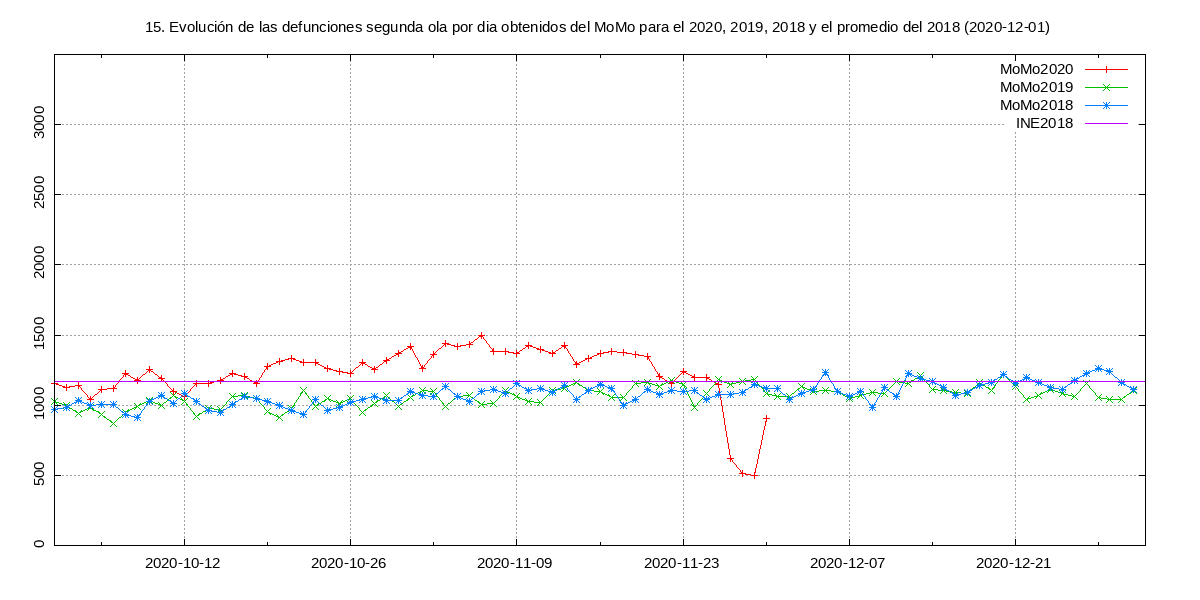 15. Evolución de las defunciones segunda ola por dia obtenidos del MoMo para el 2020, 2019, 2018 y el promedio del 2018 (2020-12-01)
MoMo2020
MoMo2019
MoMo2018
INE2018
3000
2500
2000
1500
1000
500
0
2020-10-12 2020-10-26 2020-11-09 2020-11-23 2020-12-07 2020-12-21